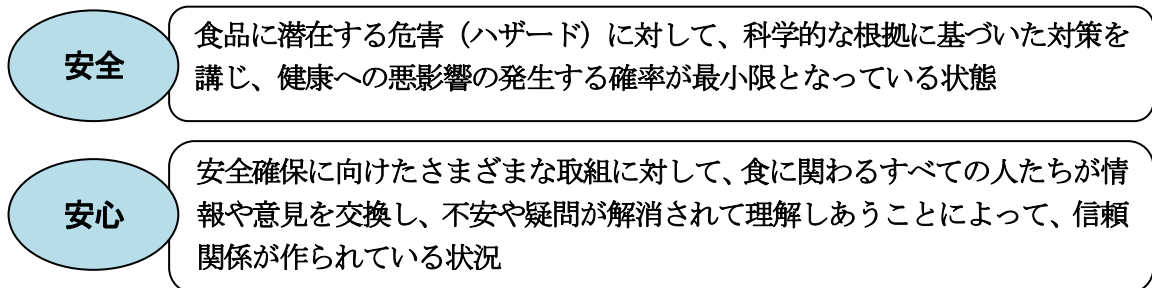 安全
食品に潜在する危害（ハザード）に対して、科学的な根拠に基づいた対策を
講じ、健康への悪影響の発生する確率が最小限となっている状態
安心
安全確保に向けたさまざまな取組に対して、食に関わるすべての人たちが情
報や意見を交換し、不安や疑問が解消されて理解しあうことによって、信頼
関係が作られている状況